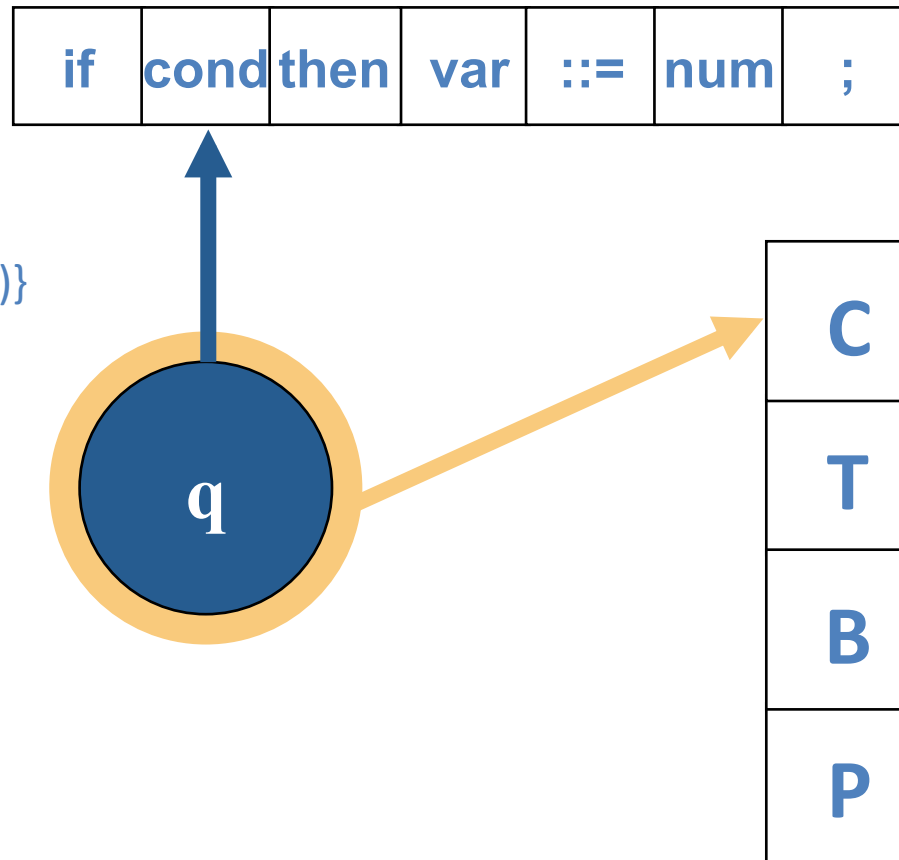 if cond then var ::= num ;
)}
q
C
T
B
P